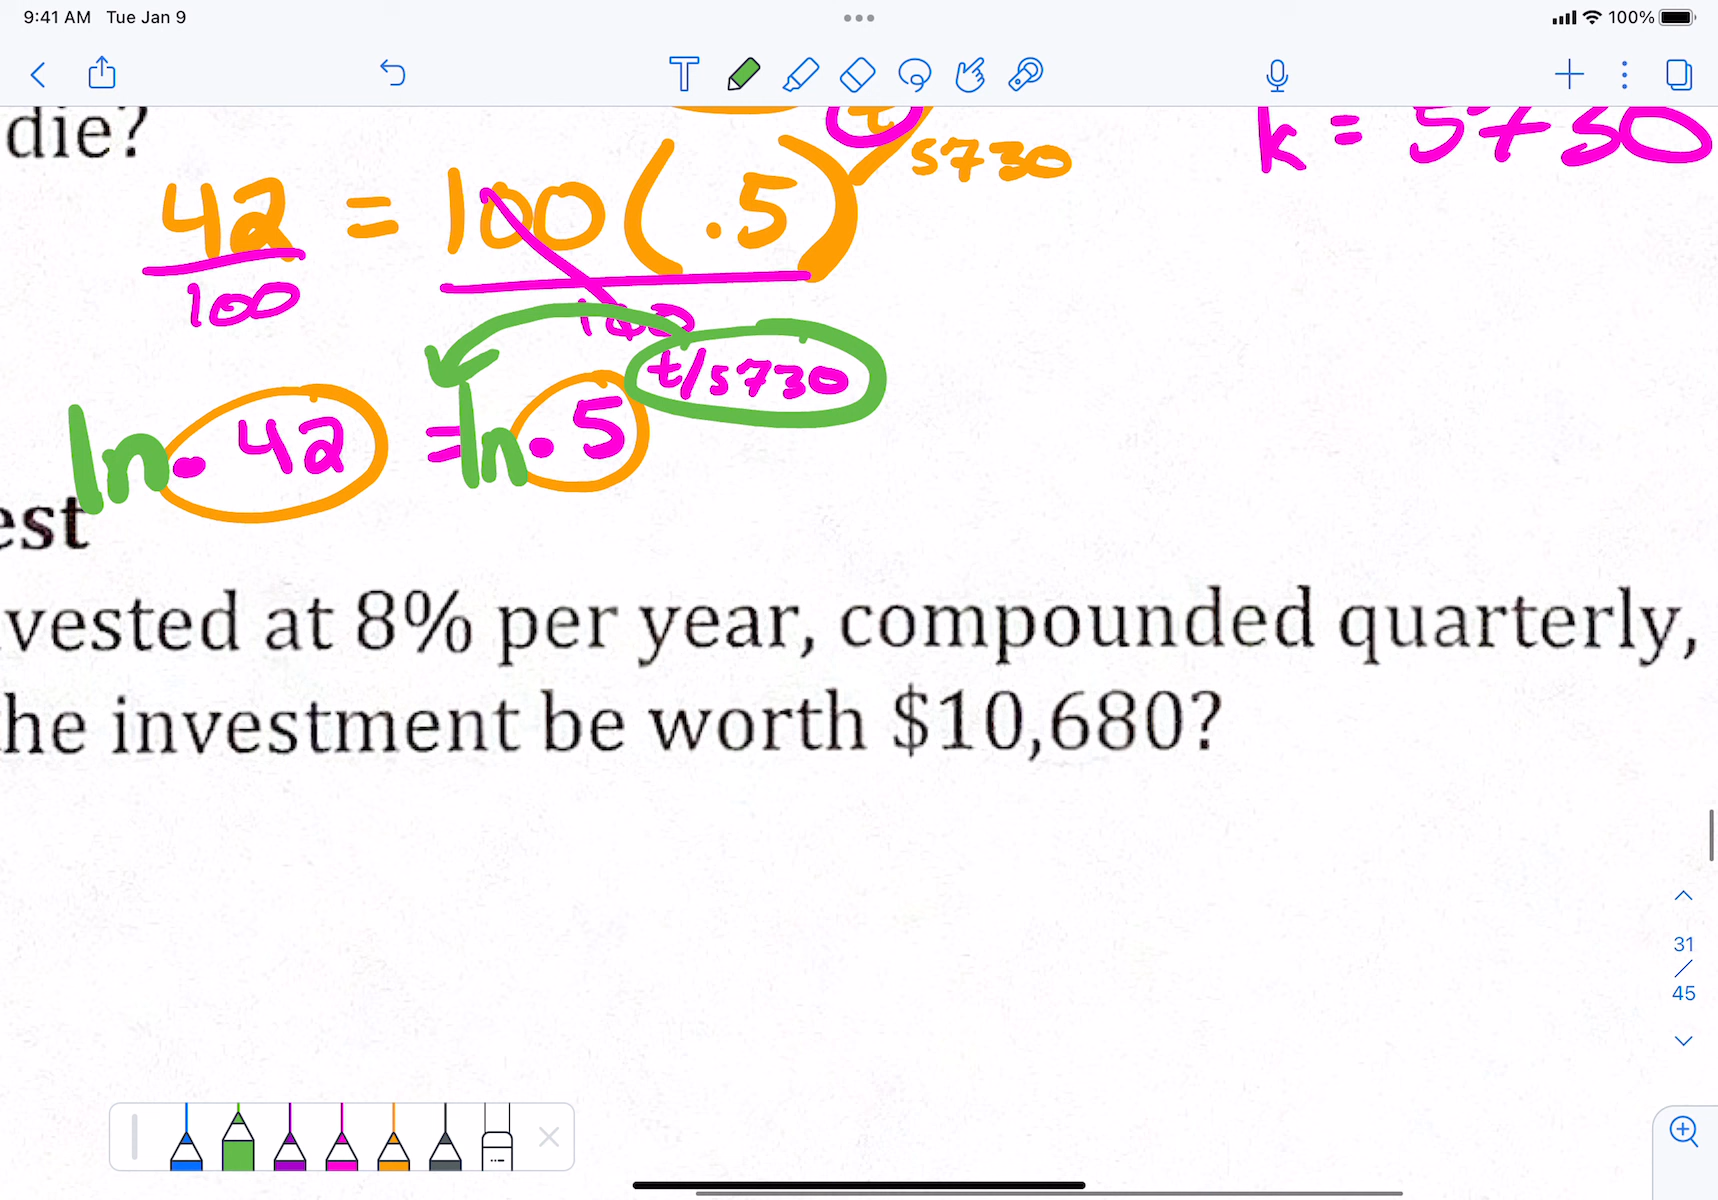 9:41 AM Tue Jan 9 100%
die?
k = 5730
42 = 100 (.5) t/5730
100 100
ln .42 = ln .5 t/5730
est
vested at 8% per year, compounded quarterly,
he investment be worth $10,680?
31
/
45